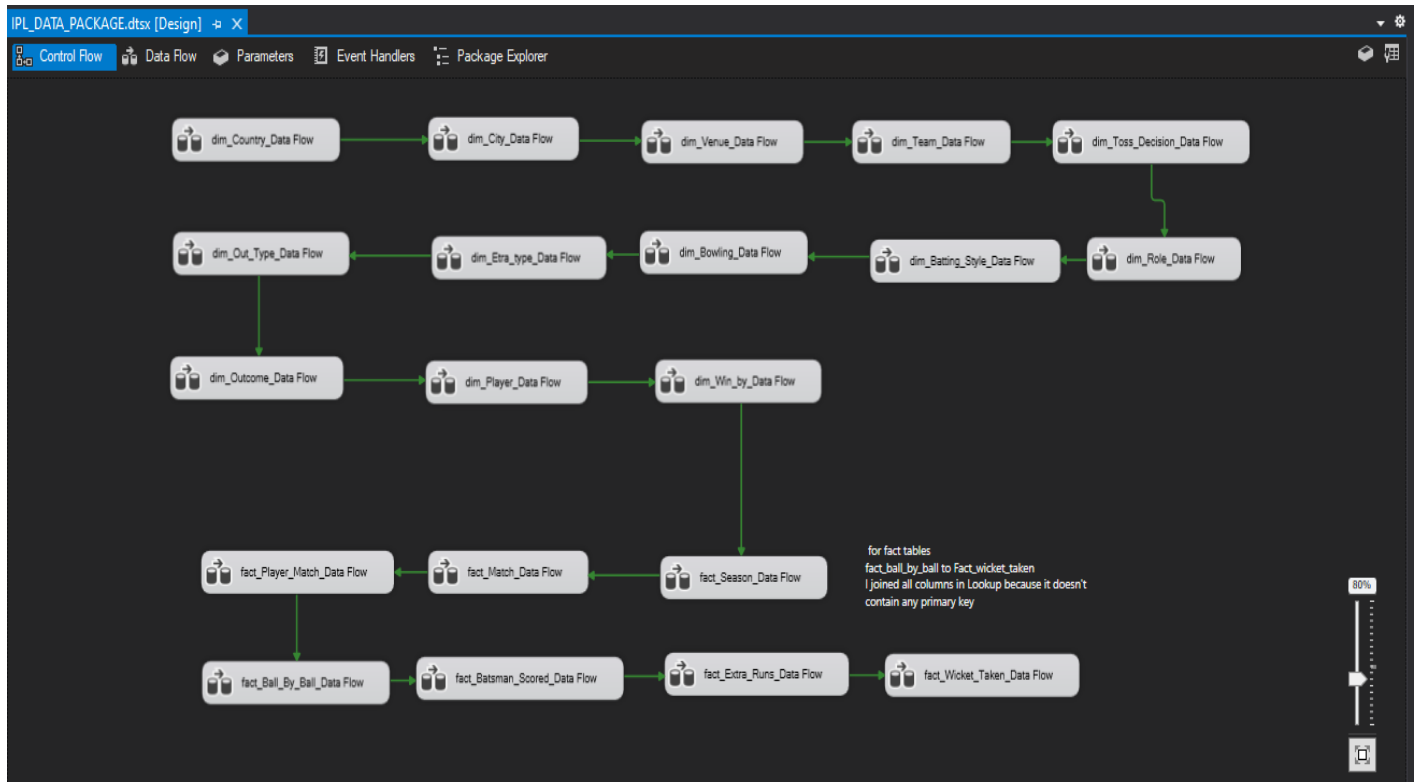 IPL_DATA_PACKAGE.dtsx [Design]
Control Flow Data Flow Parameters Event Handlers Package Explorer
dim_Country_Data Flow
dim_City_Data Flow
dim_Venue_Data Flow
dim_Team_Data Flow
dim_Toss_Decision_Data Flow
dim_Out_Type_Data Flow
dim_Etra_type_Data Flow
dim_Bowling_Data Flow
dim_Batting_Style_Data Flow
dim_Role_Data Flow
dim_Outcome_Data Flow
dim_Player_Data Flow
dim_Win_by_Data Flow
fact_Player_Match_Data Flow
fact_Match_Data Flow
fact_Season_Data Flow
for fact tables
fact_ball_by_ball to Fact_wicket_taken
I joined all columns in Lookup because it doesn't
contain any primary key
80%
fact_Ball_By_Ball_Data Flow
fact_Batsman_Scored_Data Flow
fact_Extra_Runs_Data Flow
fact_Wicket_Taken_Data Flow